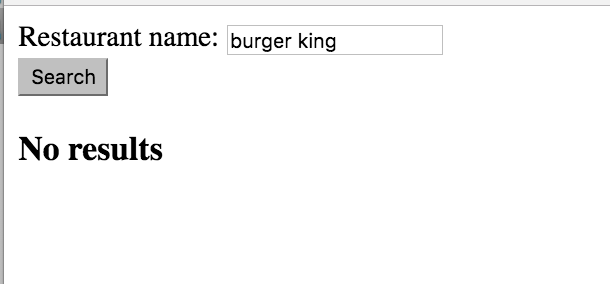 Restaurant name: burger king
Search
No results